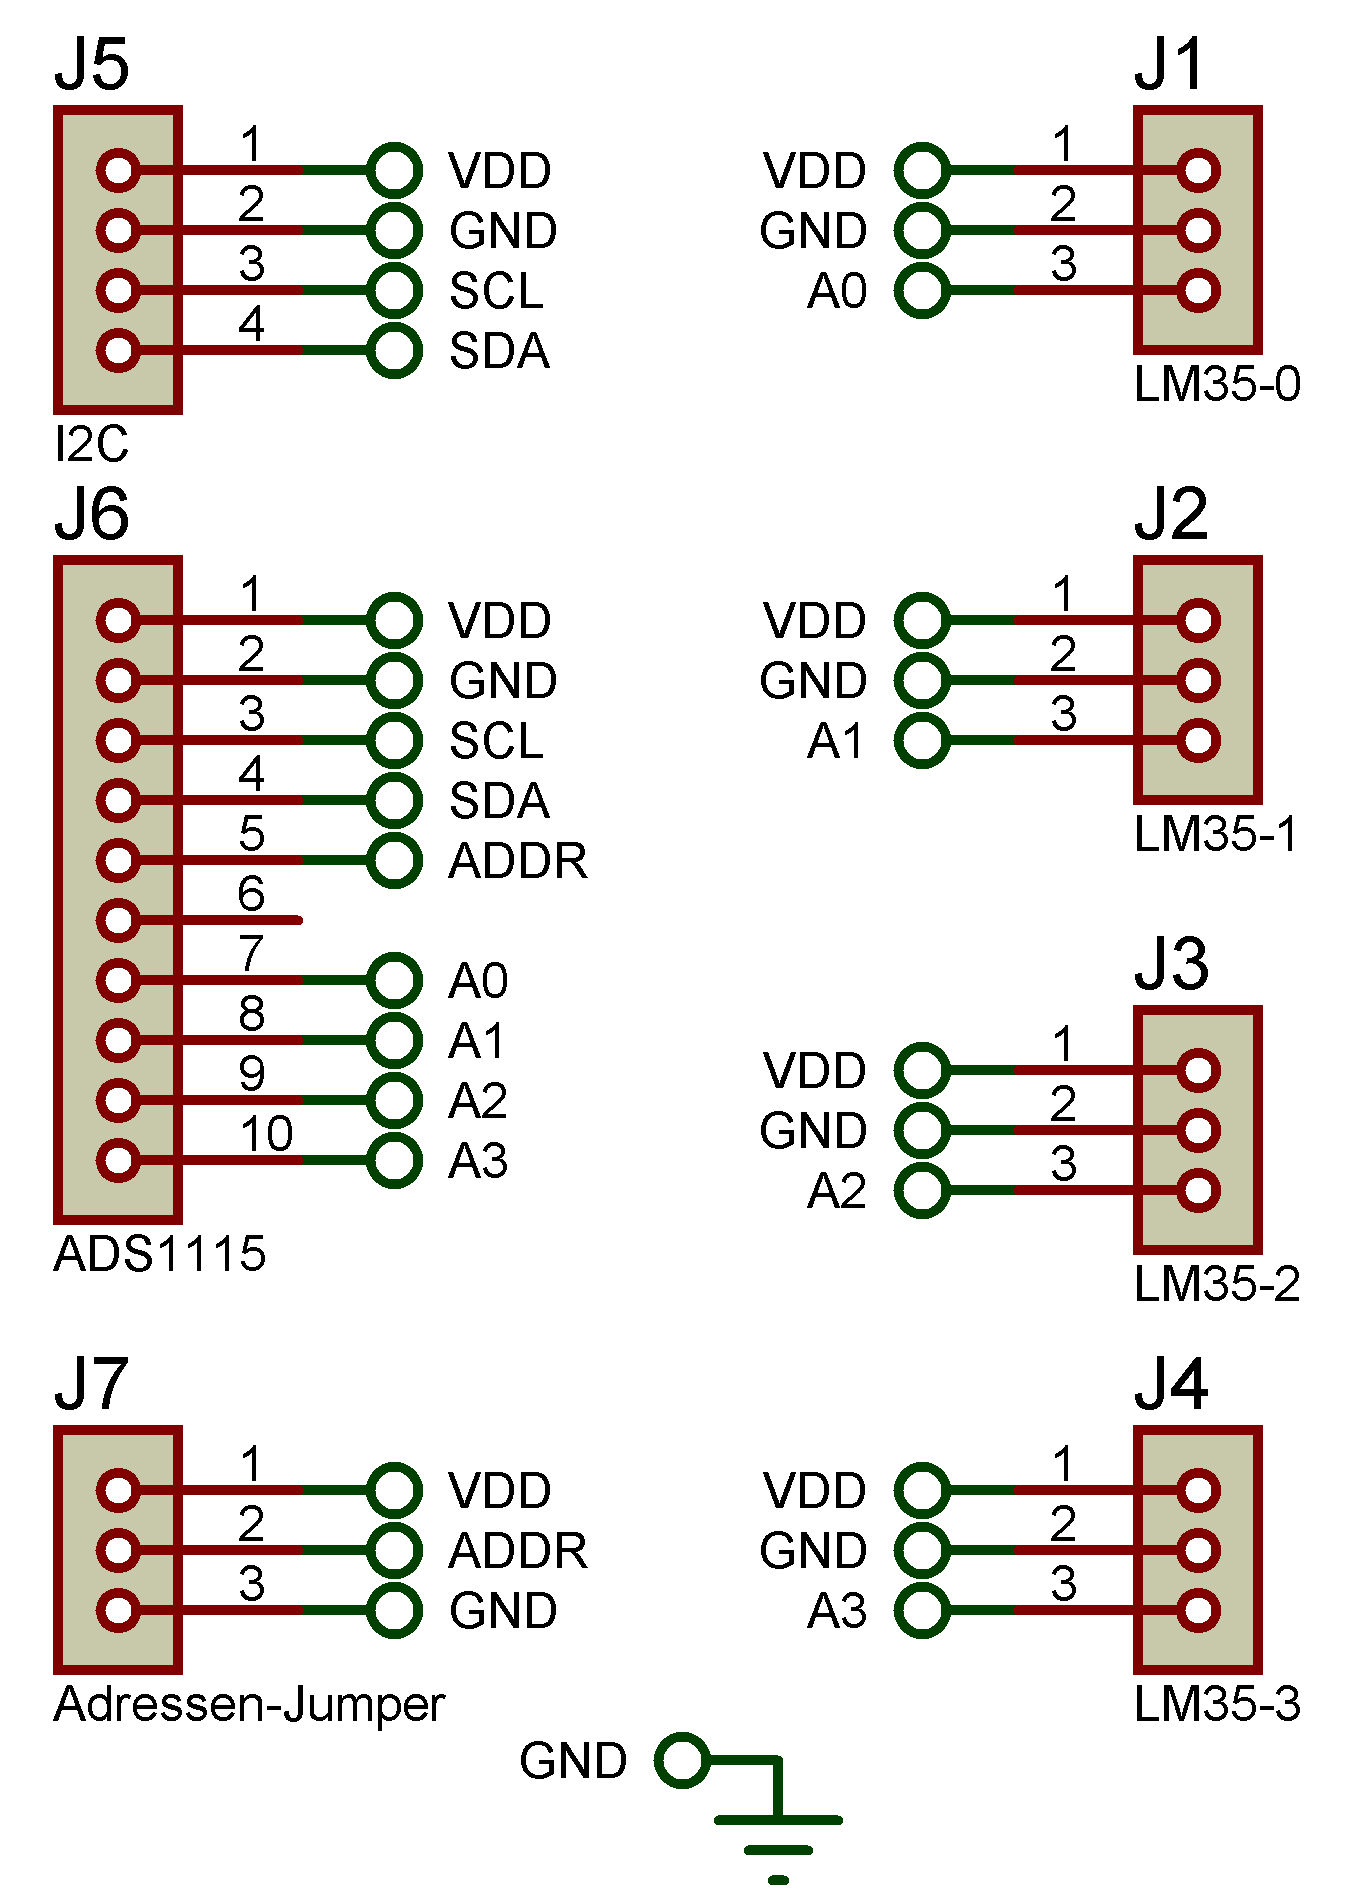 J5
1 VDD
2 GND
3 SCL
4 SDA
I2C
J6
1 VDD
2 GND
3 SCL
4 SDA
5 ADDR
6
7 A0
8 A1
9 A2
10 A3
ADS1115
J7
1 VDD
2 ADDR
3 GND
Adressen-Jumper
J1
VDD 1
GND 2
A0 3
LM35-0
J2
VDD 1
GND 2
A1 3
LM35-1
J3
VDD 1
GND 2
A2 3
LM35-2
J4
VDD 1
GND 2
A3 3
LM35-3
GND